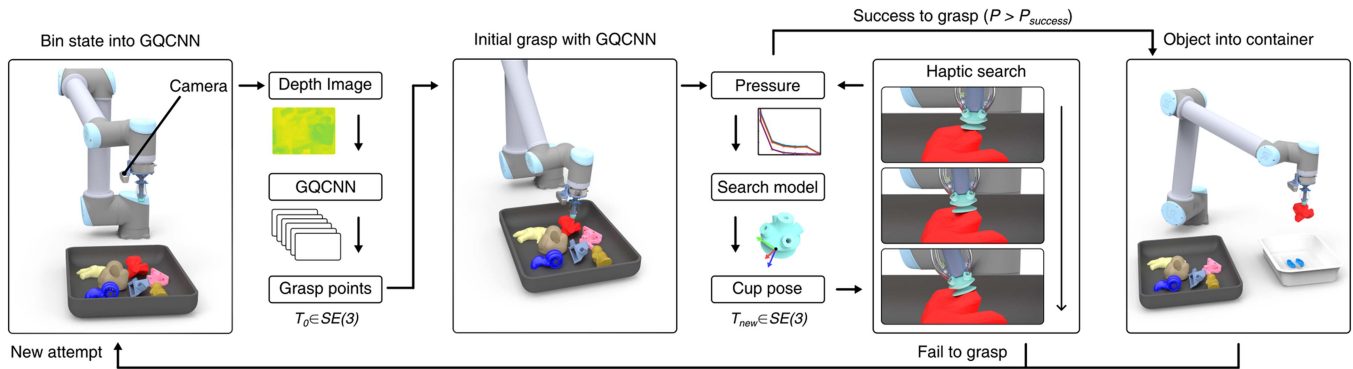 Success to grasp (P > Psuccess)
Bin state into GQCNN
Initial grasp with GQCNN
Object into container
Camera
Depth Image
GQCNN
Grasp points
T0∈SE(3)
Pressure
Search model
Cup pose
Tnew∈SE(3)
Haptic search
New attempt
Fail to grasp